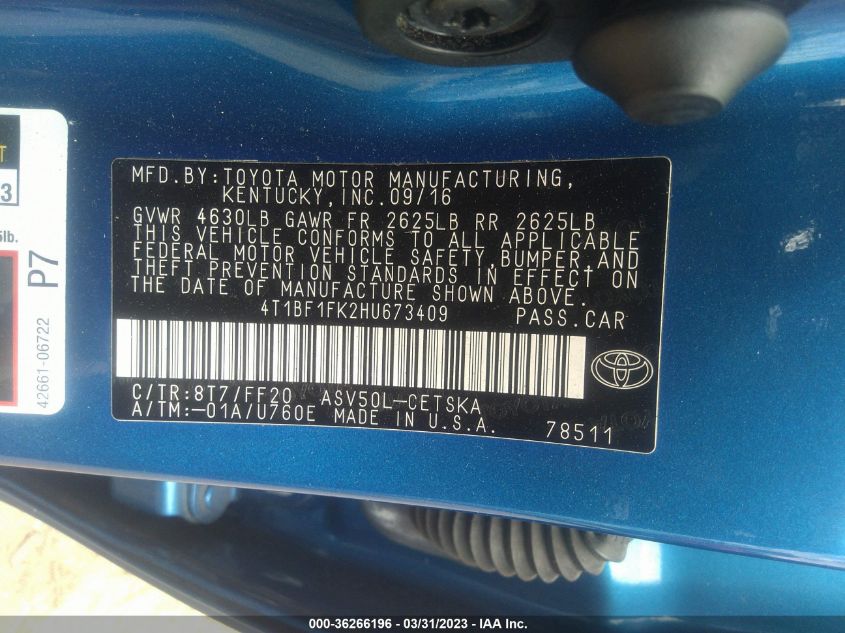 T
3
5lb.
P7
42661-06722
MFD.BY:TOYOTA MOTOR MANUFACTURING,
KENTUCKY,INC.09/16
GVWR 4630LB GAWR FR 2625LB RR 2625LB
THIS VEHICLE CONFORMS TO ALL APPLICABLE
FEDERAL MOTOR VEHICLE SAFETY,BUMPER,AND
THEFT PREVENTION STANDARDS IN EFFECT ON
THE DATE OF MANUFACTURE SHOWN ABOVE.
4T1BF1FK2HU673409 PASS.CAR
C/TR:8T7/FF20 ASV50L-CETSKA
A/TM:-01A/U760E MADE IN U.S.A. 78511
000-36266196 - 03/31/2023 - IAA Inc.